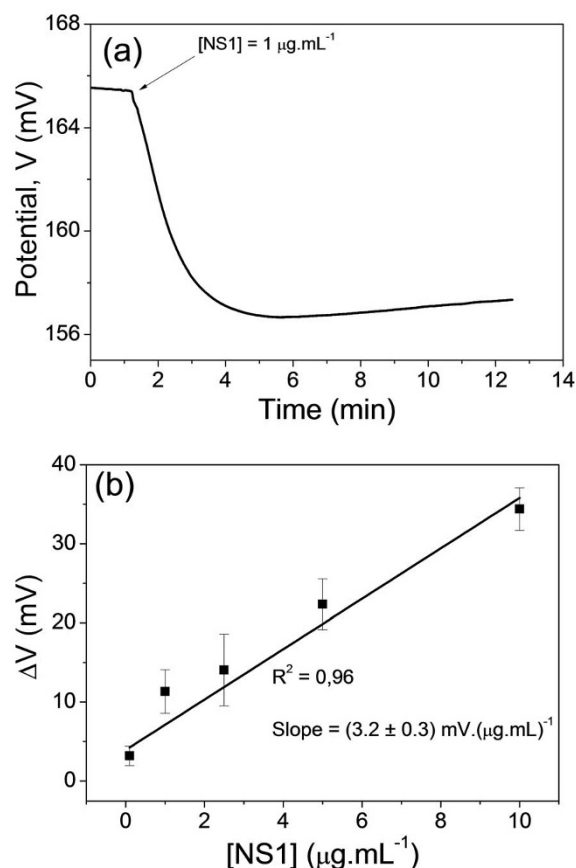 168
(a)
[NS1] = 1 μg.mL⁻¹
164
160
156
Potential, V (mV)
0 2 4 6 8 10 12 14
Time (min)
40
(b)
30
20
10
0
ΔV (mV)
R² = 0,96
Slope = (3.2 ± 0.3) mV.(μg.mL)⁻¹
0 2 4 6 8 10
[NS1] (μg.mL⁻¹)